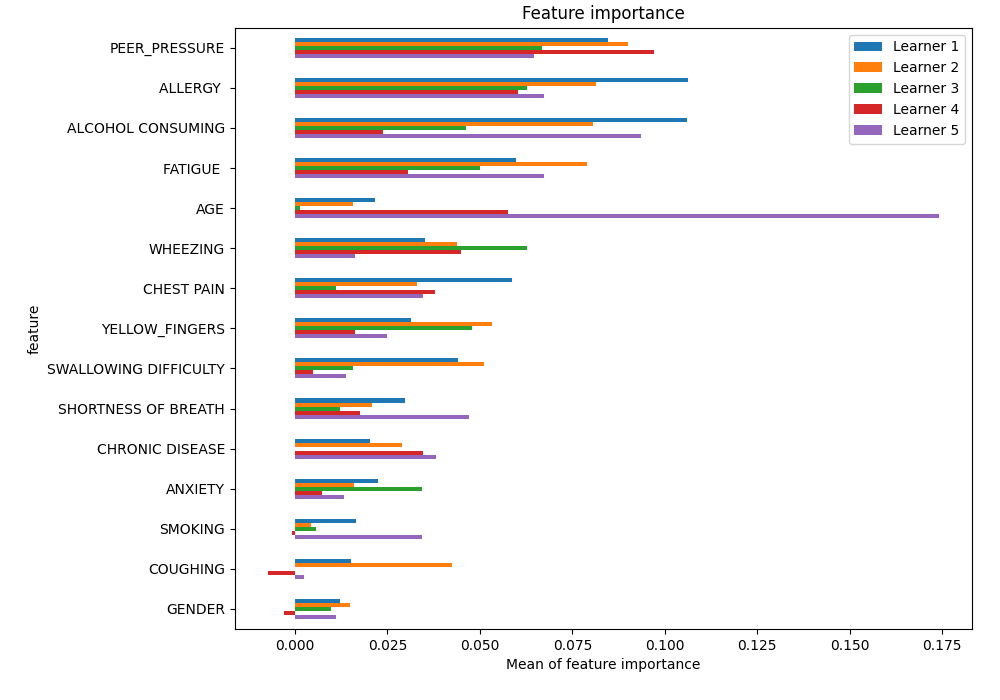 Feature importance
PEER_PRESSURE
ALLERGY
ALCOHOL CONSUMING
FATIGUE
AGE
WHEEZING
CHEST PAIN
YELLOW_FINGERS
SWALLOWING DIFFICULTY
SHORTNESS OF BREATH
CHRONIC DISEASE
ANXIETY
SMOKING
COUGHING
GENDER
feature
Learner 1
Learner 2
Learner 3
Learner 4
Learner 5
0.000 0.025 0.050 0.075 0.100 0.125 0.150 0.175
Mean of feature importance